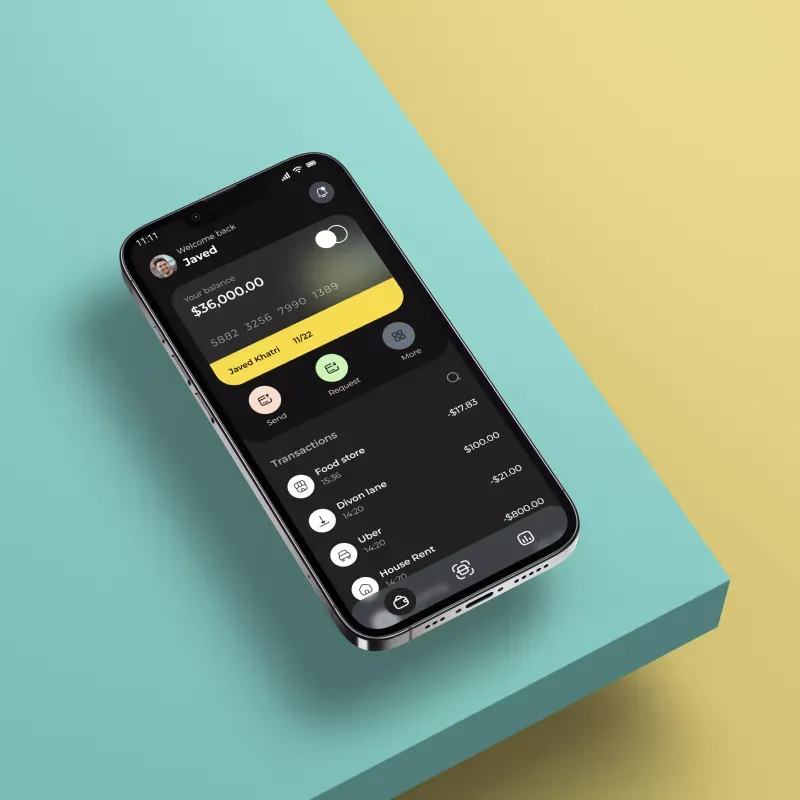 11:11
Welcome back
Javed
Your balance
$36,000.00
5882 3256 7990 1389
Javed Khatri 11/22
Send
Request
More
Transactions
Food store
15:36
-$17.83
Divon lane
14:20
$100.00
Uber
14:20
-$21.00
House Rent
14:20
-$800.00